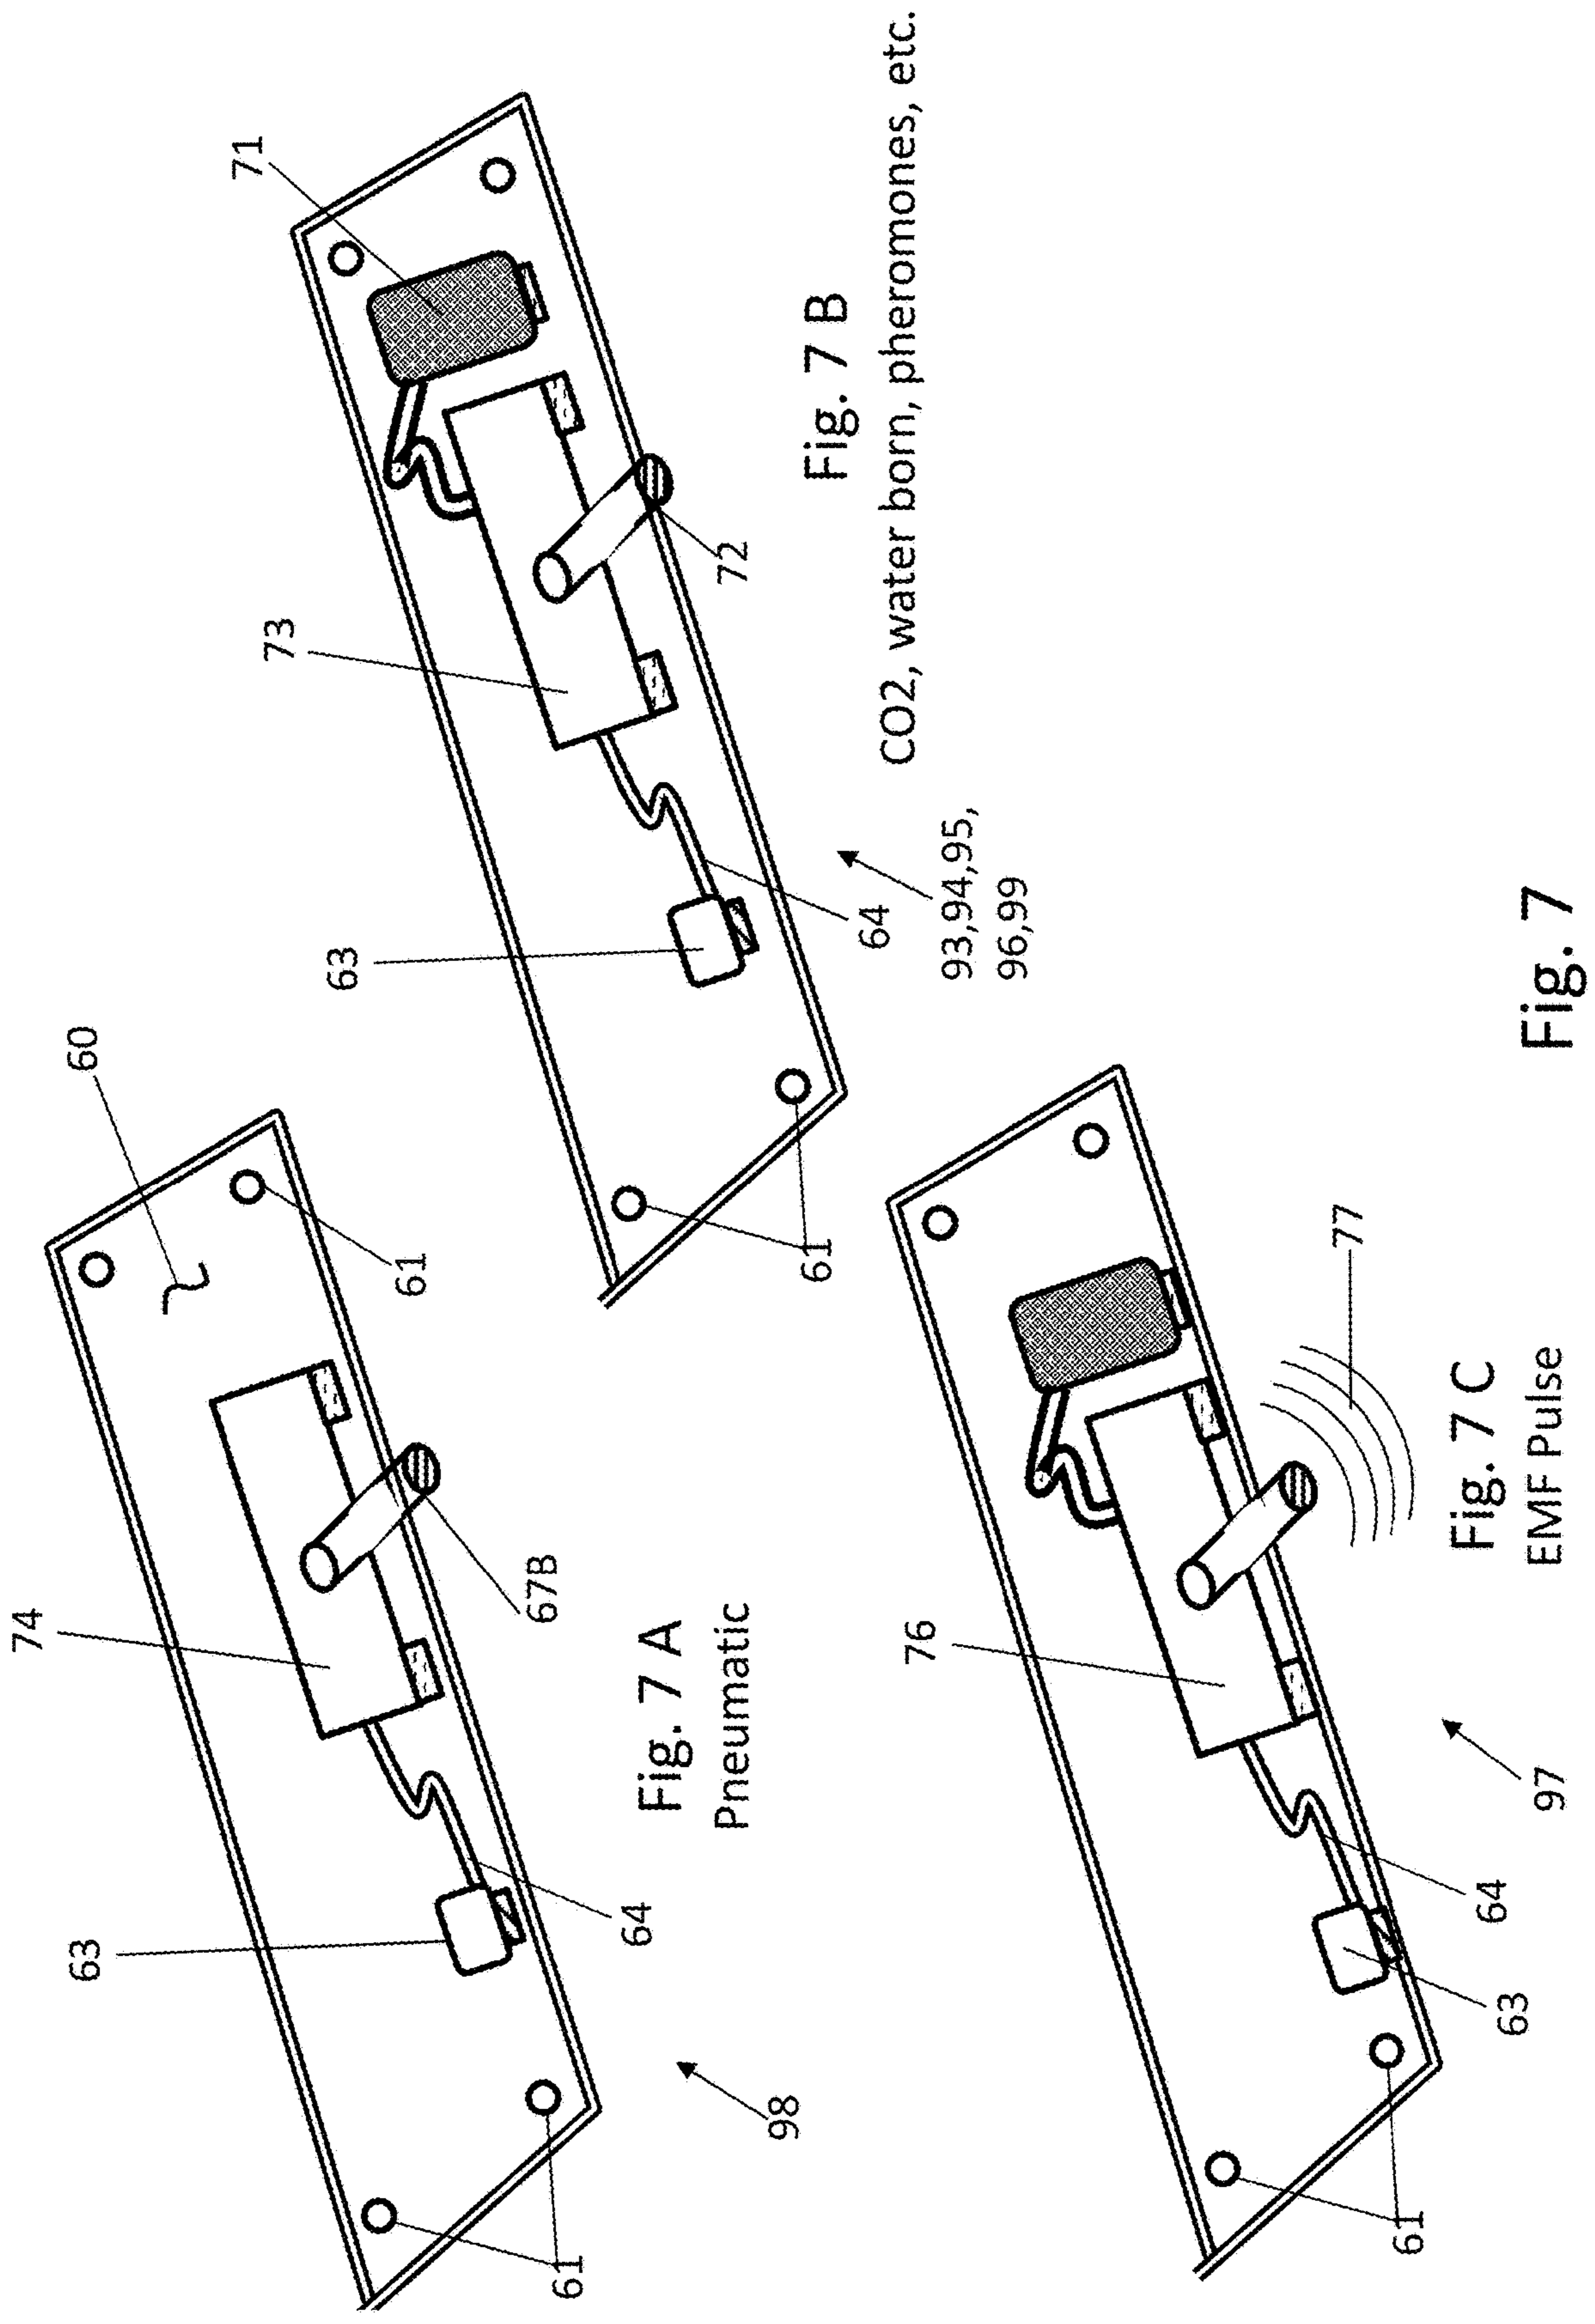 60
74
63
61
67B
64
61
98
Fig. 7 A
Pneumatic
71
73
63
72
64
61
93,94,95,
96,99
Fig. 7 B
CO2, water born, pheromones, etc.
76
77
64
63
61
97
Fig. 7 C
EMF Pulse
Fig. 7